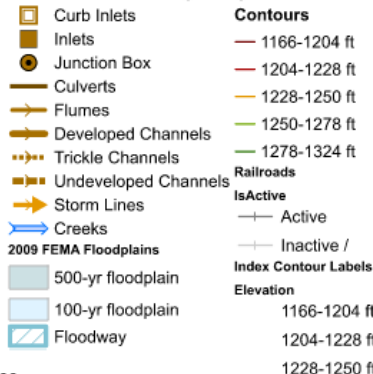 Curb Inlets
Inlets
Junction Box
Culverts
Flumes
Developed Channels
Trickle Channels
Undeveloped Channels
Storm Lines
Creeks
2009 FEMA Floodplains
500-yr floodplain
100-yr floodplain
Floodway
Contours
1166-1204 ft
1204-1228 ft
1228-1250 ft
1250-1278 ft
1278-1324 ft
Railroads
IsActive
Active
Inactive /
Index Contour Labels
Elevation
1166-1204 ft
1204-1228 ft
1228-1250 ft